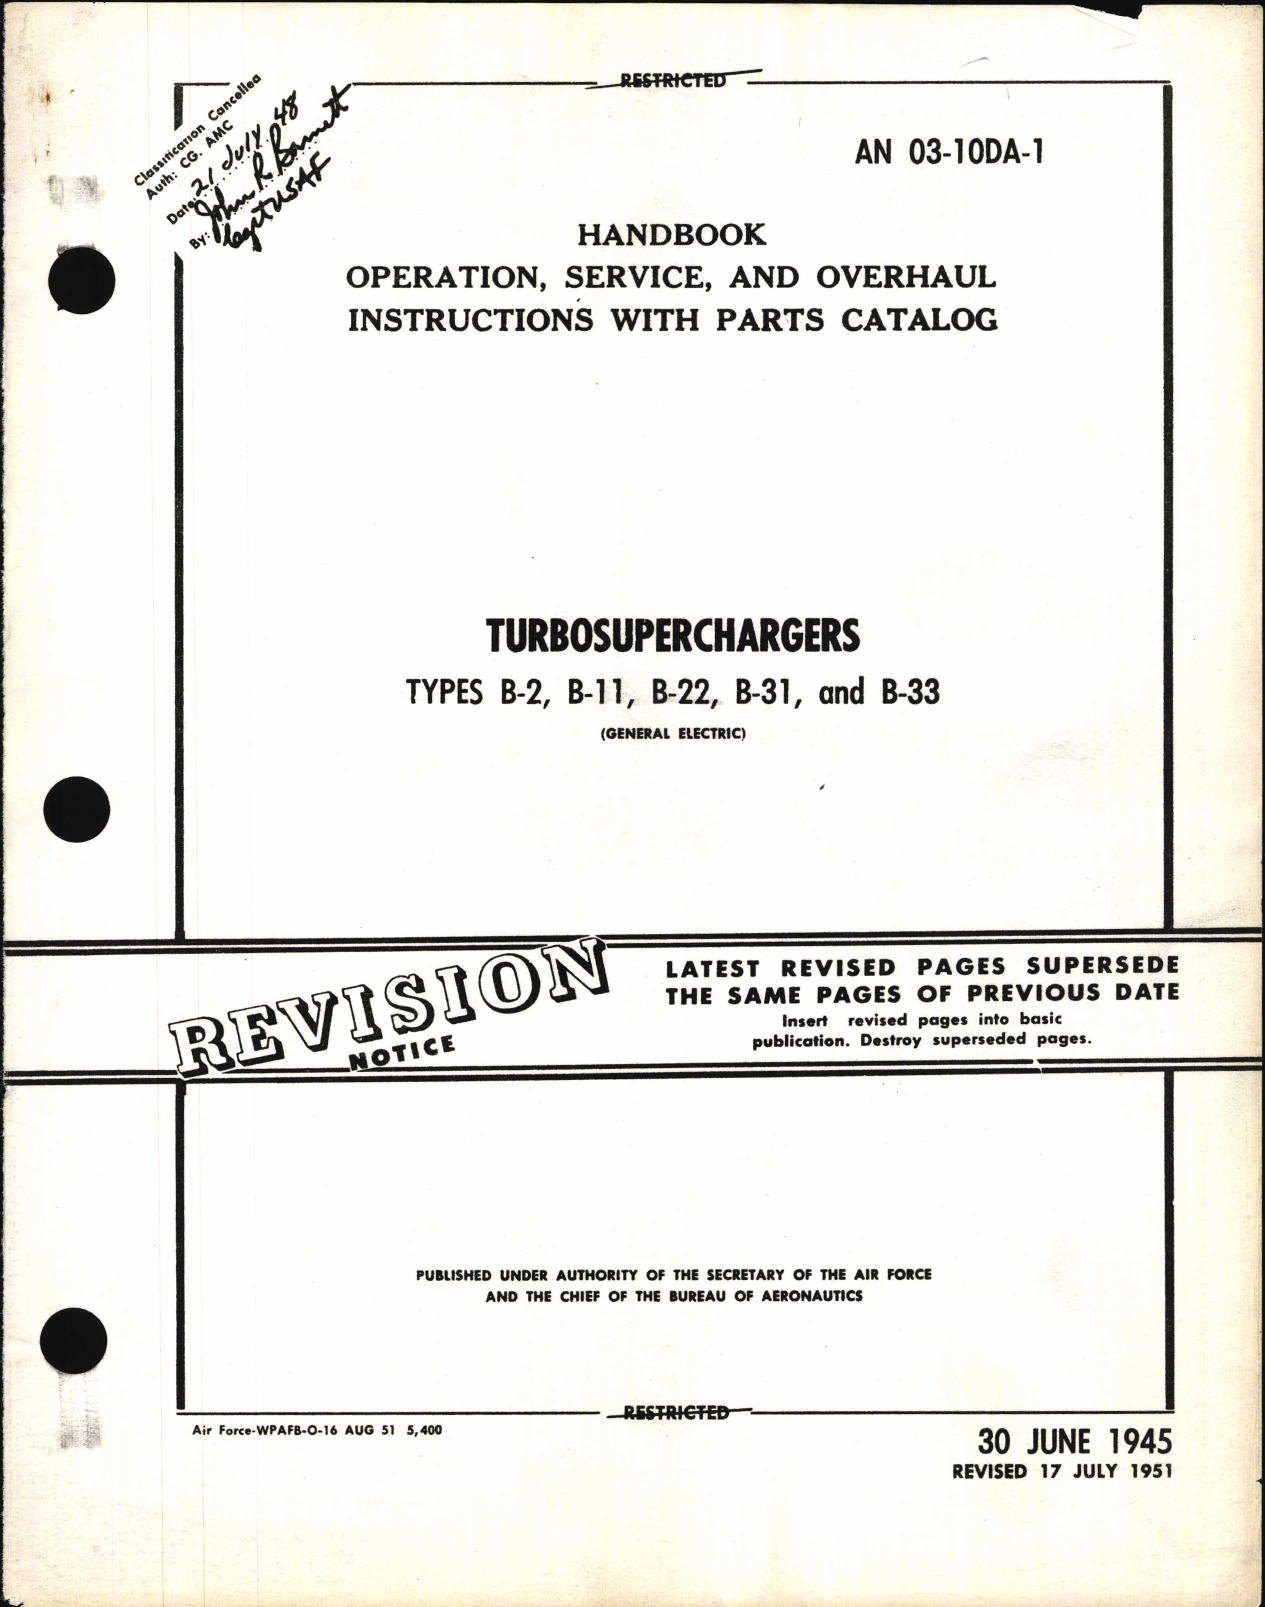 RESTRICTED
Classification Cancelled
Auth: CG. AMC
Date: 21 July 48
By: John R Barnett
Capt USAF
AN 03-10DA-1
HANDBOOK
OPERATION, SERVICE, AND OVERHAUL
INSTRUCTIONS WITH PARTS CATALOG
TURBOSUPERCHARGERS
TYPES B-2, B-11, B-22, B-31, and B-33
(GENERAL ELECTRIC)
REVISION
NOTICE
LATEST REVISED PAGES SUPERSEDE
THE SAME PAGES OF PREVIOUS DATE
Insert revised pages into basic
publication. Destroy superseded pages.
PUBLISHED UNDER AUTHORITY OF THE SECRETARY OF THE AIR FORCE
AND THE CHIEF OF THE BUREAU OF AERONAUTICS
RESTRICTED
Air Force-WPAFB-O-16 AUG 51 5,400
30 JUNE 1945
REVISED 17 JULY 1951